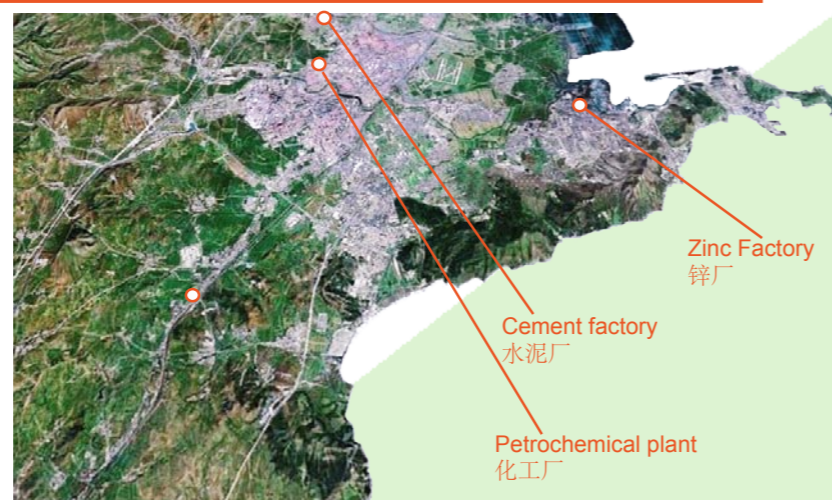 Zinc Factory
锌厂
Cement factory
水泥厂
Petrochemical plant
化工厂